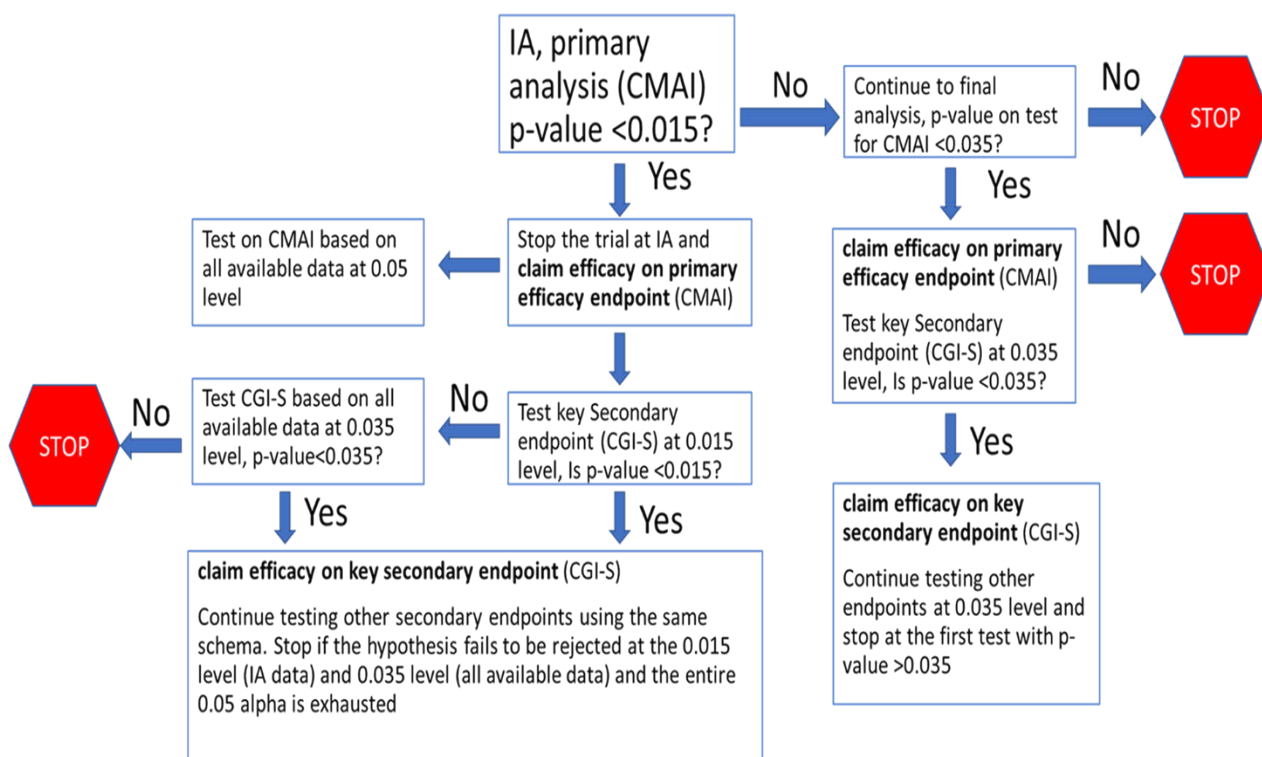 IA, primary
analysis (CMAI)
p-value <0.015?
No
Continue to final
analysis, p-value on test
for CMAI <0.035?
No
STOP
Yes
Yes
Test on CMAI based on
all available data at 0.05
level
Stop the trial at IA and
claim efficacy on primary
efficacy endpoint (CMAI)
claim efficacy on primary
efficacy endpoint (CMAI)
Test key Secondary
endpoint (CGI-S) at 0.035
level, Is p-value <0.035?
No
STOP
STOP
No
Test CGI-S based on all
available data at 0.035
level, p-value<0.035?
No
Test key Secondary
endpoint (CGI-S) at 0.015
level, Is p-value <0.015?
Yes
Yes
Yes
claim efficacy on key secondary endpoint (CGI-S)
Continue testing other secondary endpoints using the same
schema. Stop if the hypothesis fails to be rejected at the 0.015
level (IA data) and 0.035 level (all available data) and the entire
0.05 alpha is exhausted
claim efficacy on key
secondary endpoint (CGI-S)
Continue testing other
endpoints at 0.035 level and
stop at the first test with p-
value >0.035